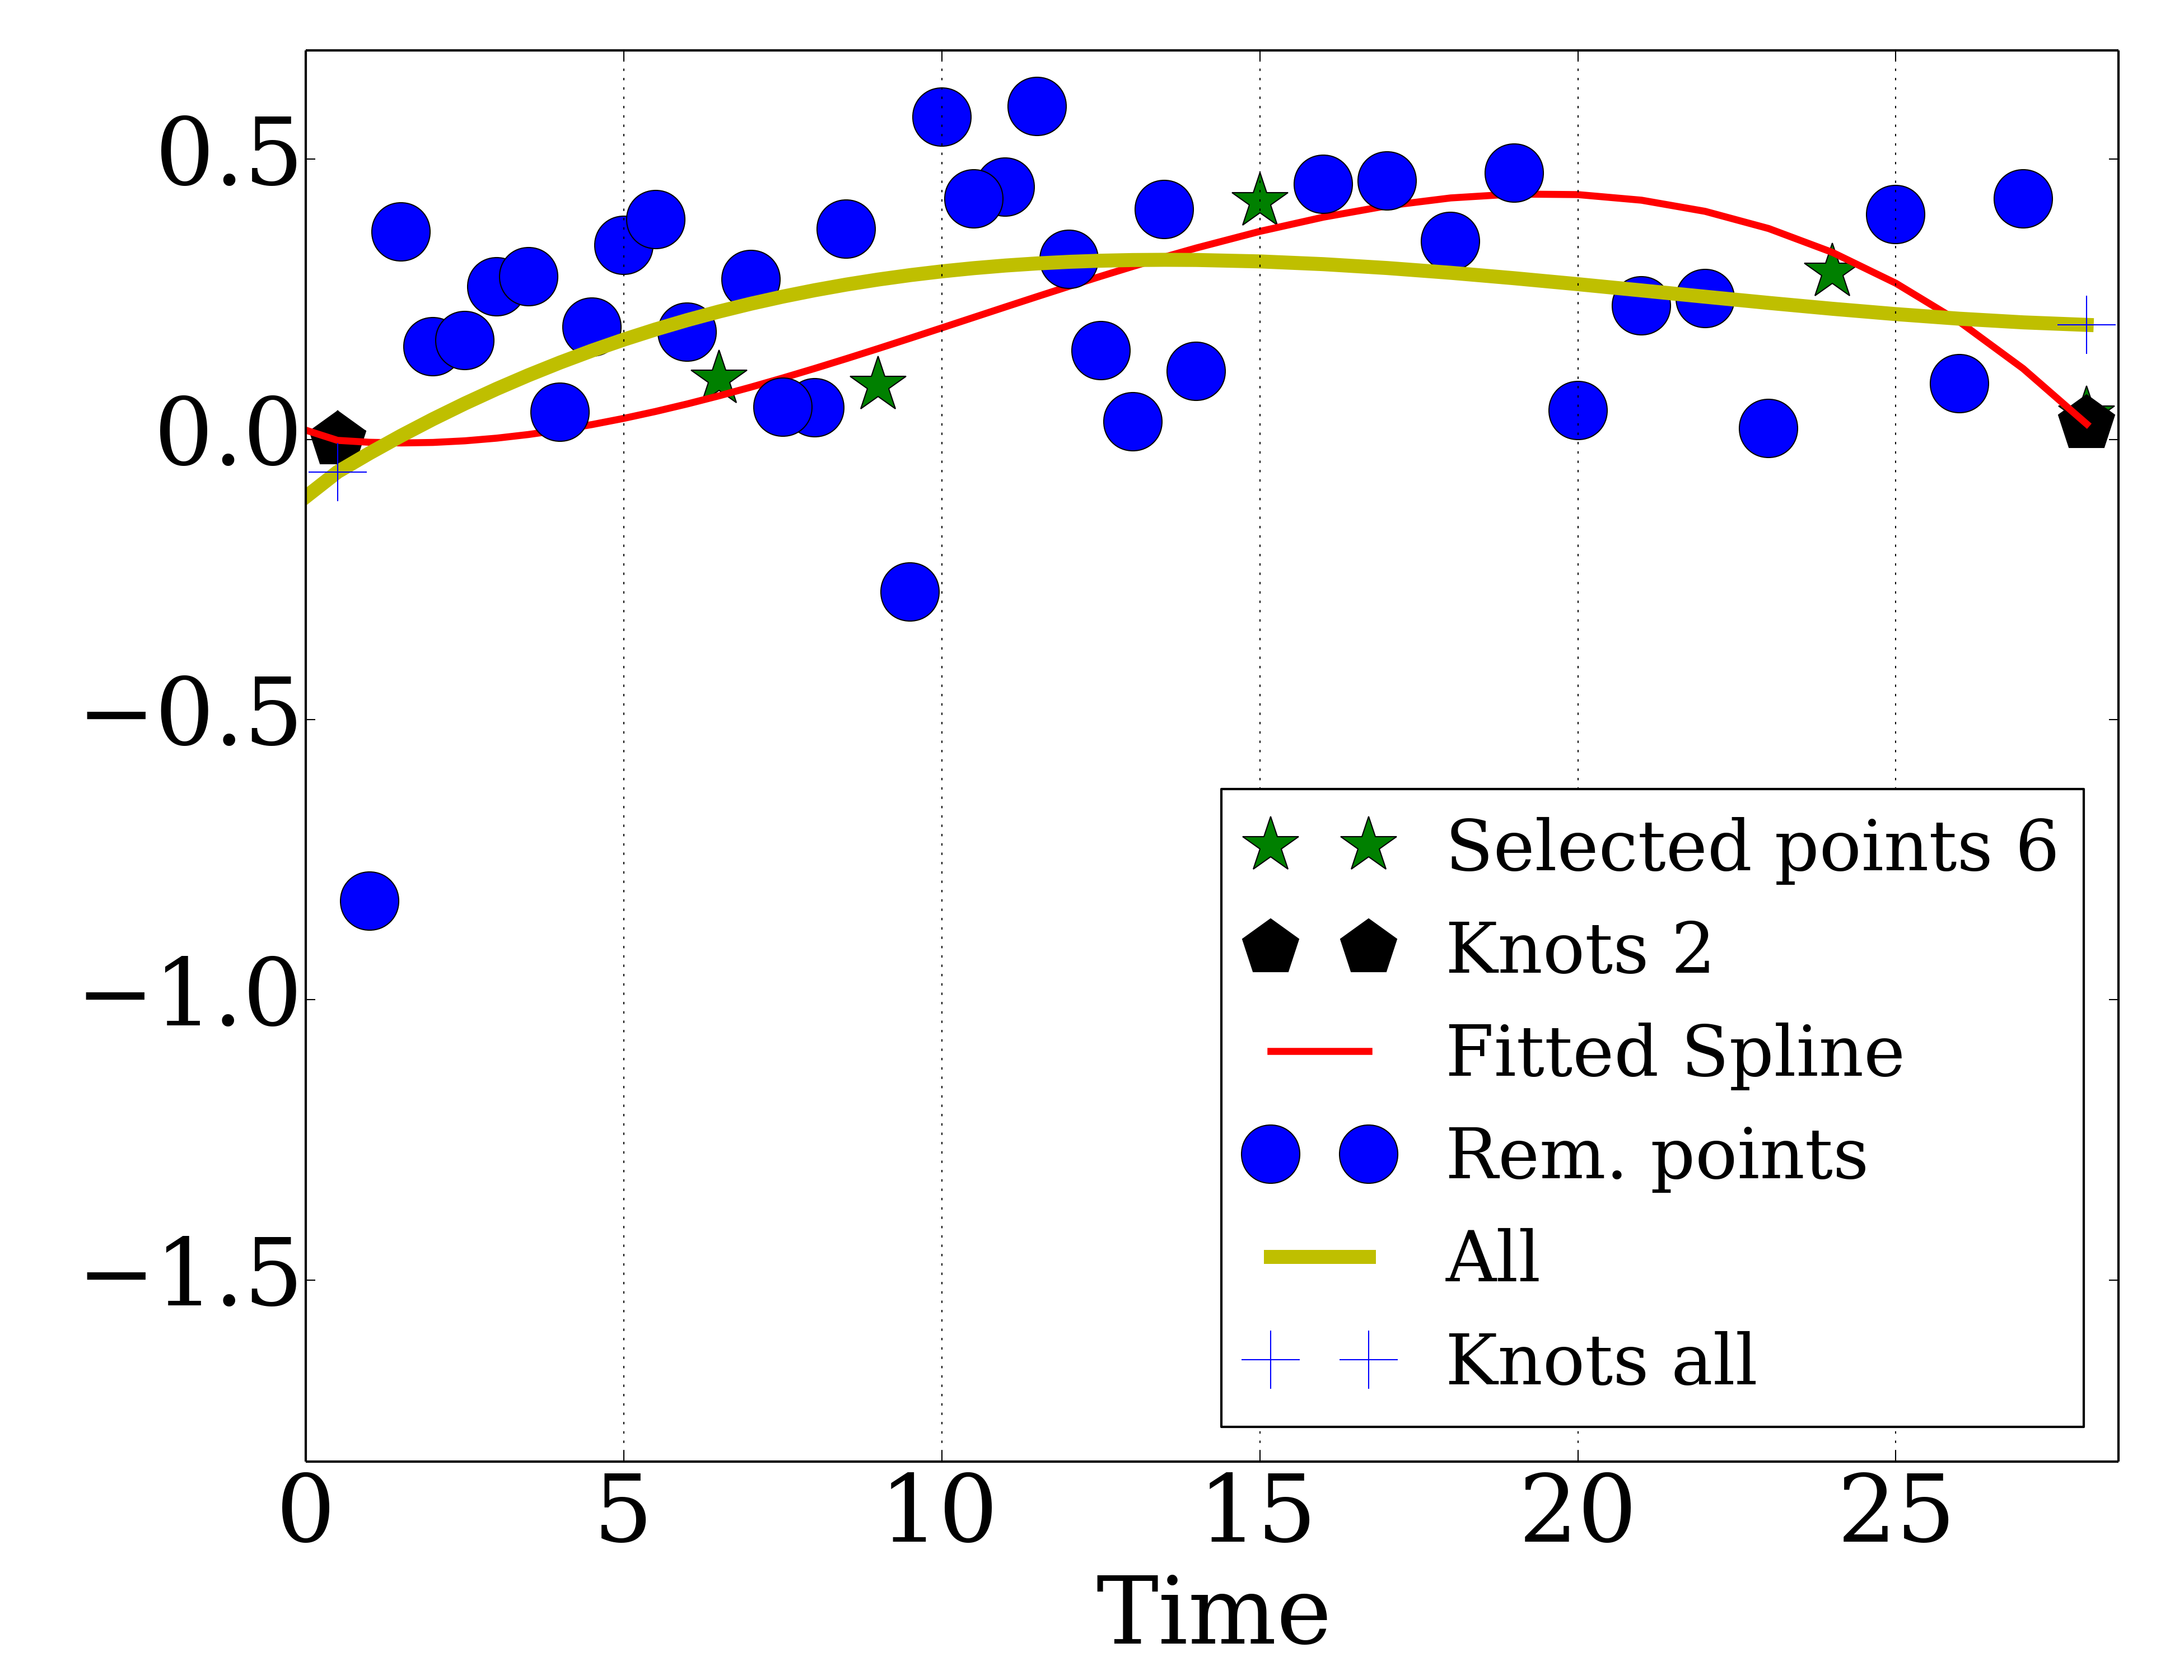 0.5
0.0
−0.5
−1.0
−1.5
Selected points 6
Knots 2
Fitted Spline
Rem. points
All
Knots all
0 5 10 15 20 25
Time